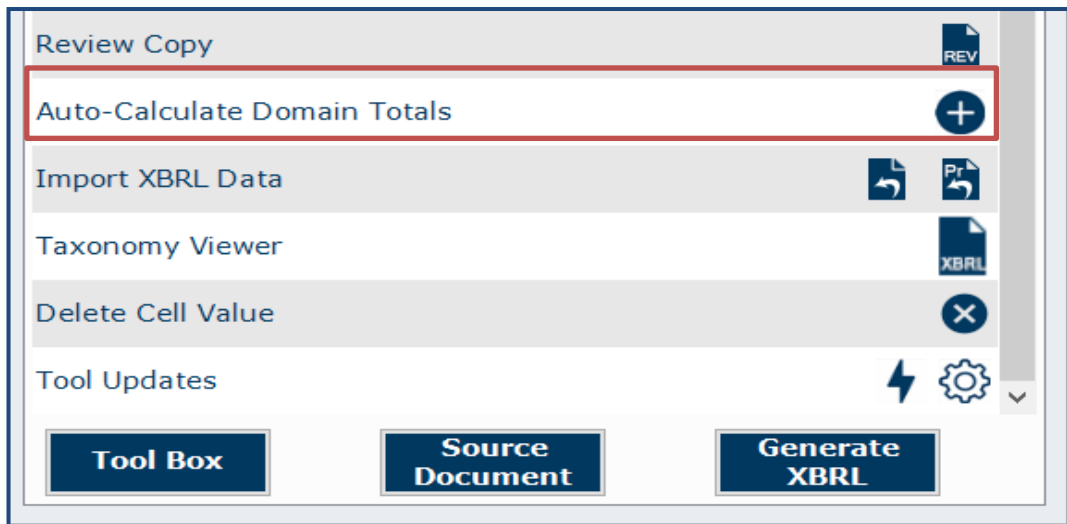 Review Copy
REV
Auto-Calculate Domain Totals
Import XBRL Data
Pr
Taxonomy Viewer
XBRL
Delete Cell Value
Tool Updates
Tool Box
Source
Document
Generate
XBRL